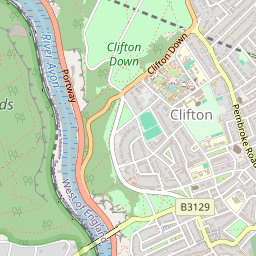 Clifton
Down
Clifton Down
River Avon
Portway
ds
Clifton
Pembroke Road
West of England
B3129